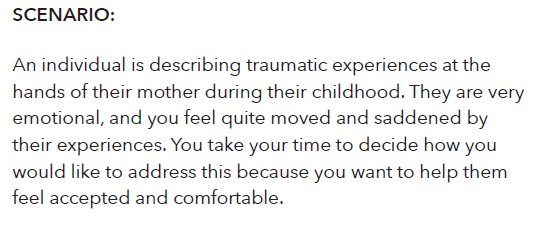 SCENARIO:
An individual is describing traumatic experiences at the
hands of their mother during their childhood. They are very
emotional, and you feel quite moved and saddened by
their experiences. You take your time to decide how you
would like to address this because you want to help them
feel accepted and comfortable.